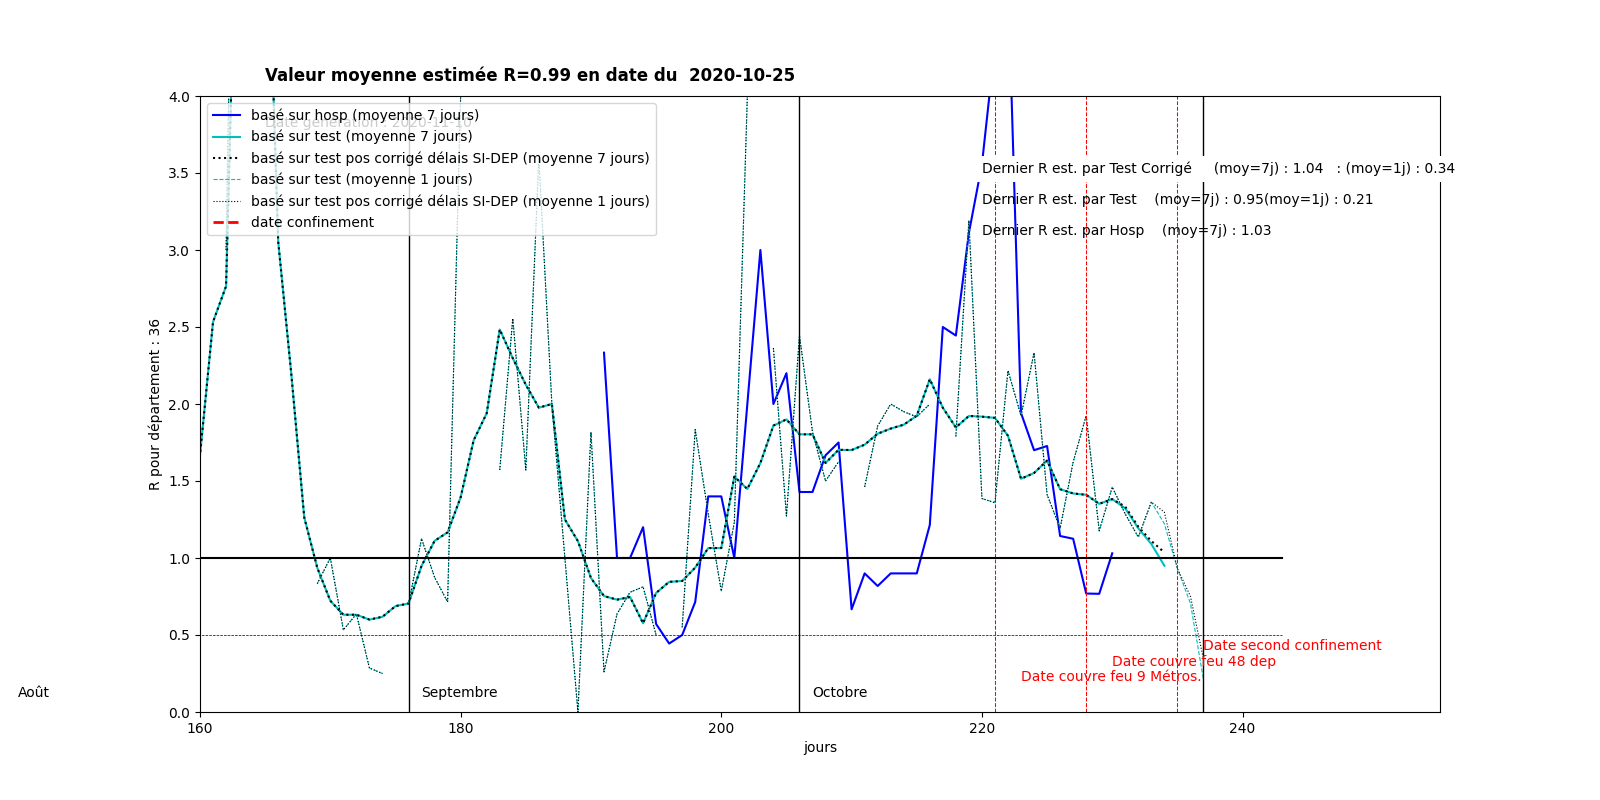 Valeur moyenne estimée R=0.99 en date du  2020-10-25
Date génération : 2020-11-10
basé sur hosp (moyenne 7 jours)
basé sur test (moyenne 7 jours)
basé sur test pos corrigé délais SI-DEP (moyenne 7 jours)
basé sur test (moyenne 1 jours)
basé sur test pos corrigé délais SI-DEP (moyenne 1 jours)
date confinement
Dernier R est. par Test Corrigé     (moy=7j) : 1.04   : (moy=1j) : 0.34
Dernier R est. par Test    (moy=7j) : 0.95(moy=1j) : 0.21
Dernier R est. par Hosp    (moy=7j) : 1.03
4.0
3.5
3.0
2.5
2.0
1.5
1.0
0.5
0.0
R pour département : 36
Date second confinement
Date couvre feu 48 dep
Date couvre feu 9 Métros.
Août
Septembre
Octobre
160
180
200
220
240
jours